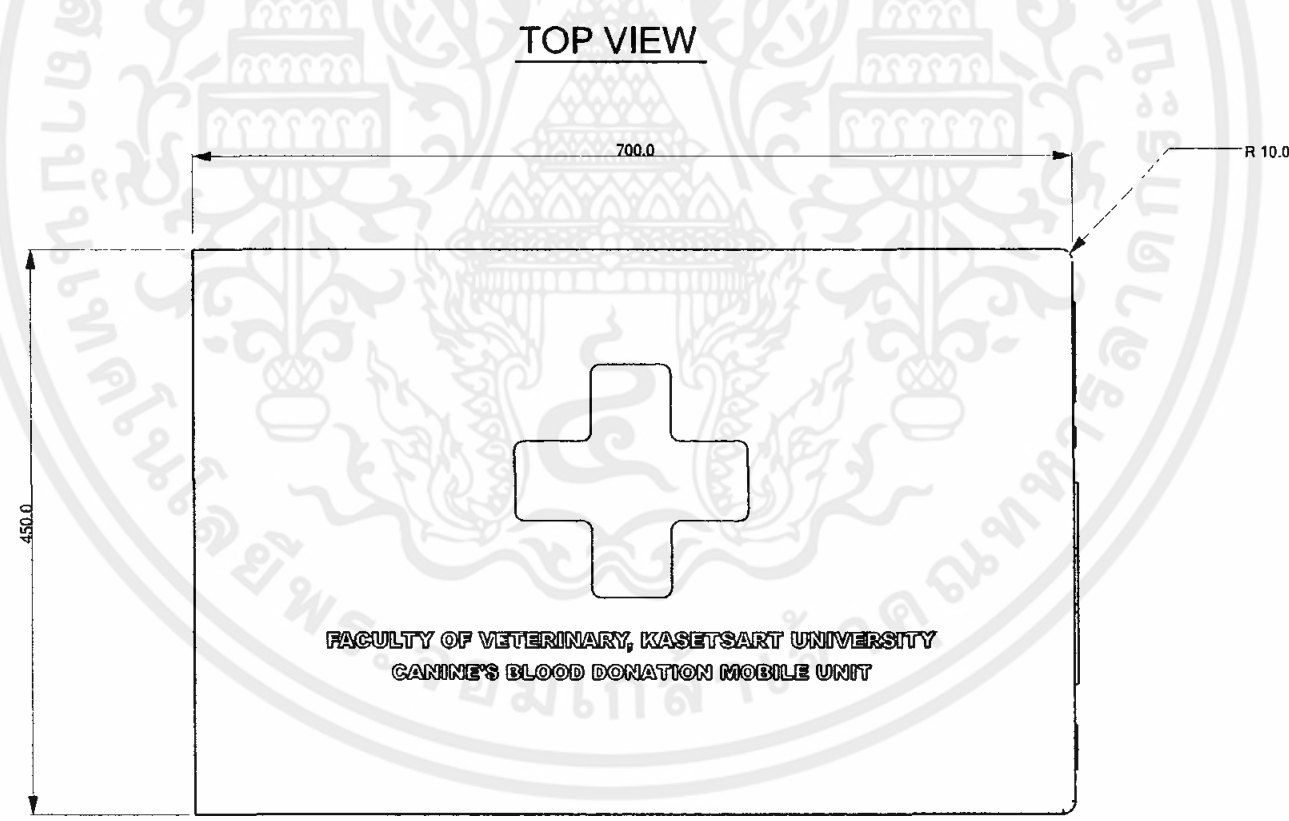 TOP VIEW
700.0
R 10.0
450.0
FACULTY OF VETERINARY, KASETSART UNIVERSITY
CANINE'S BLOOD DONATION MOBILE UNIT